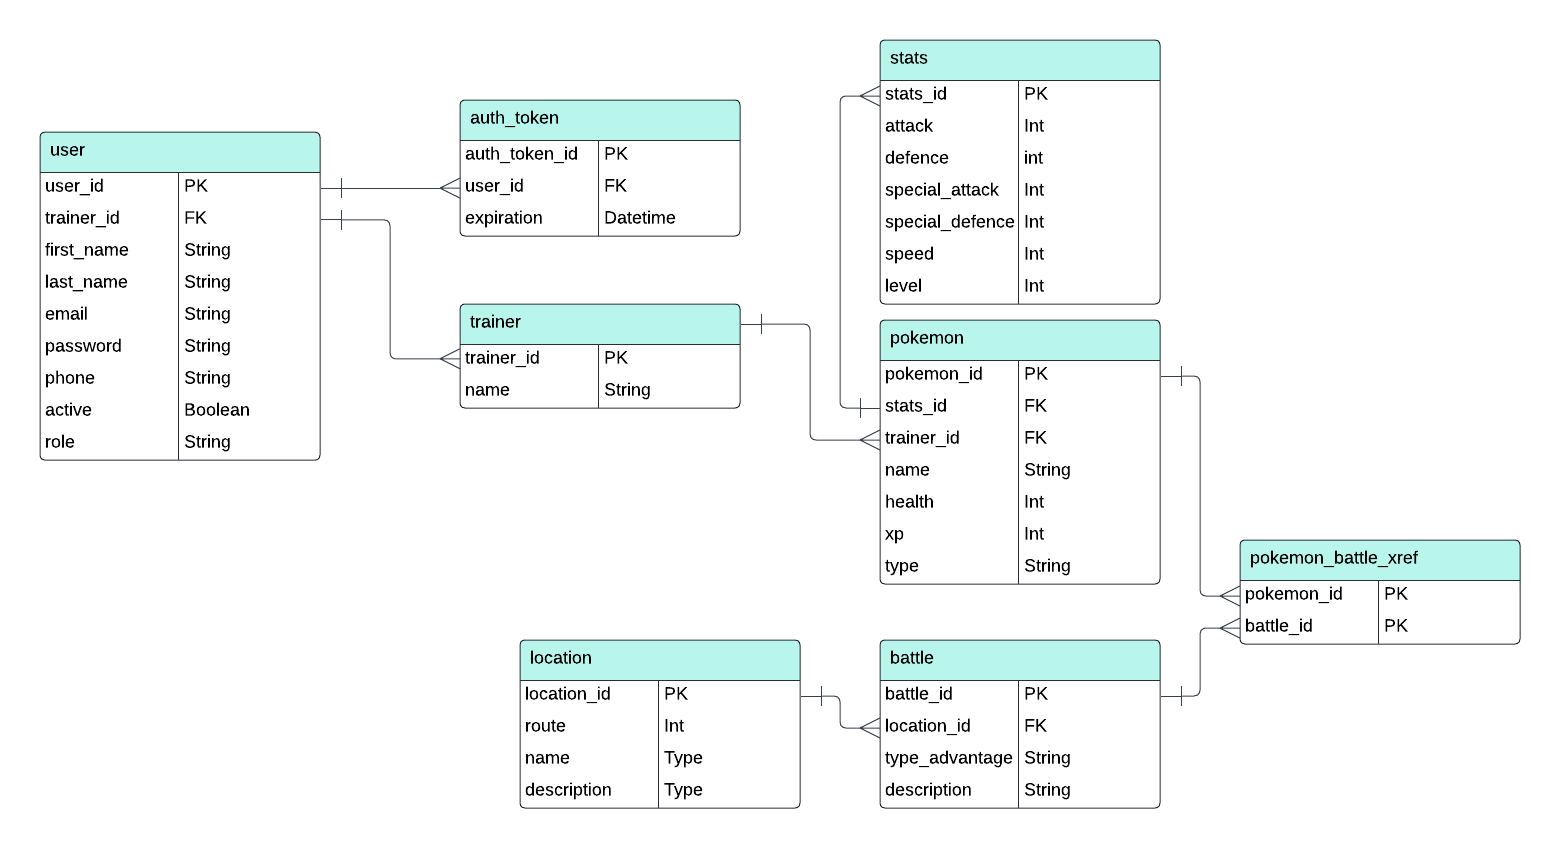 user
user_id PK
trainer_id FK
first_name String
last_name String
email String
password String
phone String
active Boolean
role String
auth_token
auth_token_id PK
user_id FK
expiration Datetime
trainer
trainer_id PK
name String
stats
stats_id PK
attack Int
defence int
special_attack Int
special_defence Int
speed Int
level Int
pokemon
pokemon_id PK
stats_id FK
trainer_id FK
name String
health Int
xp Int
type String
pokemon_battle_xref
pokemon_id PK
battle_id PK
location
location_id PK
route Int
name Type
description Type
battle
battle_id PK
location_id FK
type_advantage String
description String